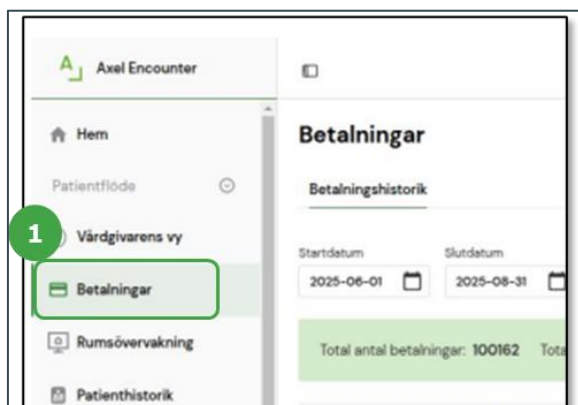 Axel Encounter
Hem
Patientflöde
1
Vårdgivarens vy
Betalningar
Rumsövervakning
Patienthistorik
Betalningar
Betalningshistorik
Startdatum Slutdatum
2025-06-01 2025-08-31
Total antal betalningar: 100162 Tota